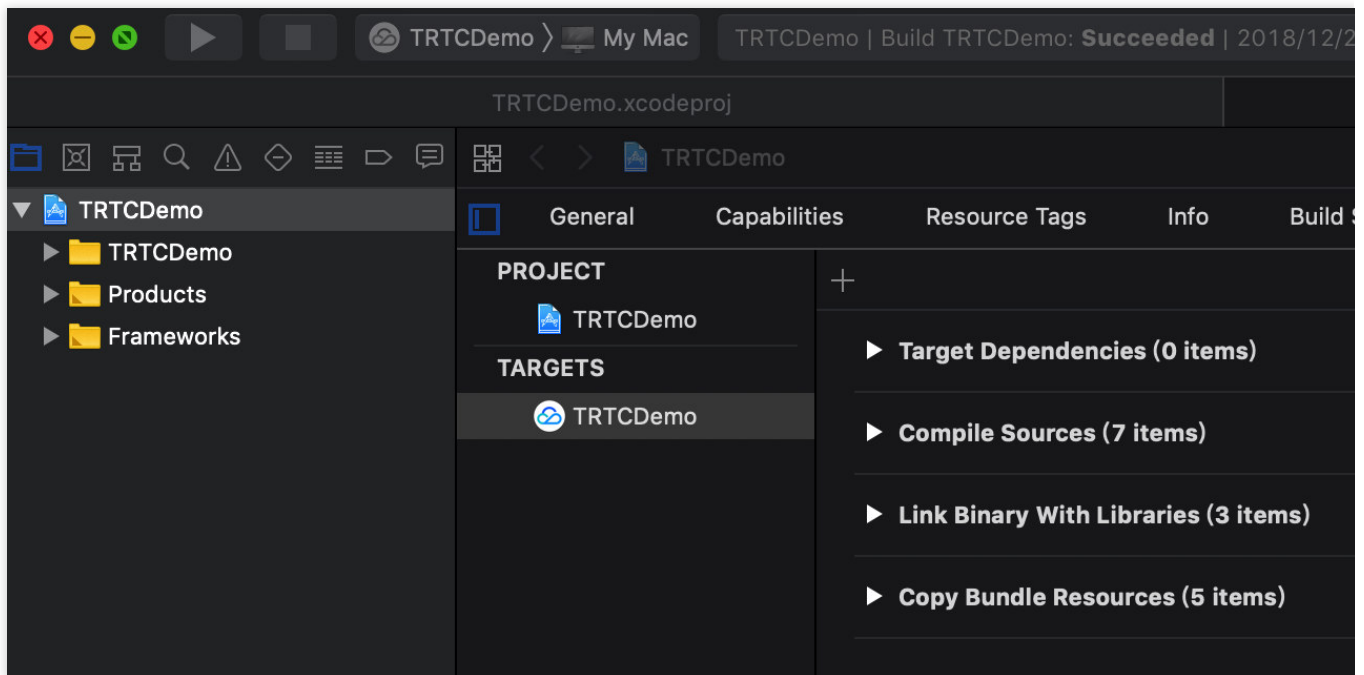 TRTCDemo 〉 My Mac
TRTCDemo | Build TRTCDemo: Succeeded | 2018/12/2
TRTCDemo.xcodeproj
TRTCDemo
TRTCDemo
TRTCDemo
Products
Frameworks
General Capabilities Resource Tags Info Build
PROJECT
TRTCDemo
TARGETS
TRTCDemo
Target Dependencies (0 items)
Compile Sources (7 items)
Link Binary With Libraries (3 items)
Copy Bundle Resources (5 items)